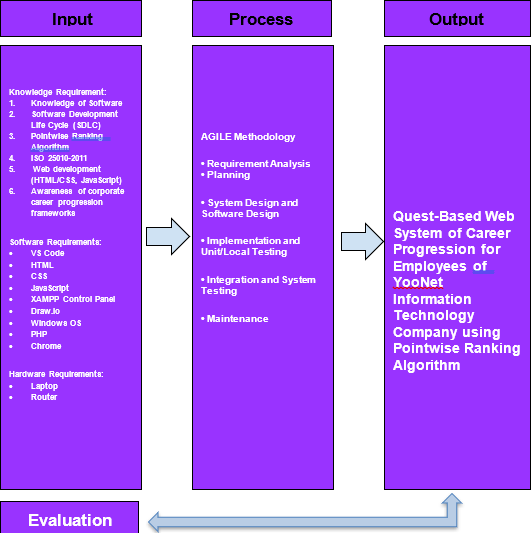 Input
Process
Output
Knowledge Requirement:
1. Knowledge of Software
2. Software Development
Life Cycle (SDLC)
3. Pointwise Ranking
Algorithm
4. ISO 25010-2011
5. Web development
(HTML/CSS, JavaScript)
6. Awareness of corporate
career progression
frameworks
Software Requirements:
• VS Code
• HTML
• CSS
• JavaScript
• XAMPP Control Panel
• Draw.io
• Windows OS
• PHP
• Chrome
Hardware Requirements:
• Laptop
• Router
AGILE Methodology
• Requirement Analysis
• Planning
• System Design and
Software Design
• Implementation and
Unit/Local Testing
• Integration and System
Testing
• Maintenance
Quest-Based Web
System of Career
Progression for
Employees of
YooNet
Information
Technology
Company using
Pointwise Ranking
Algorithm
Evaluation